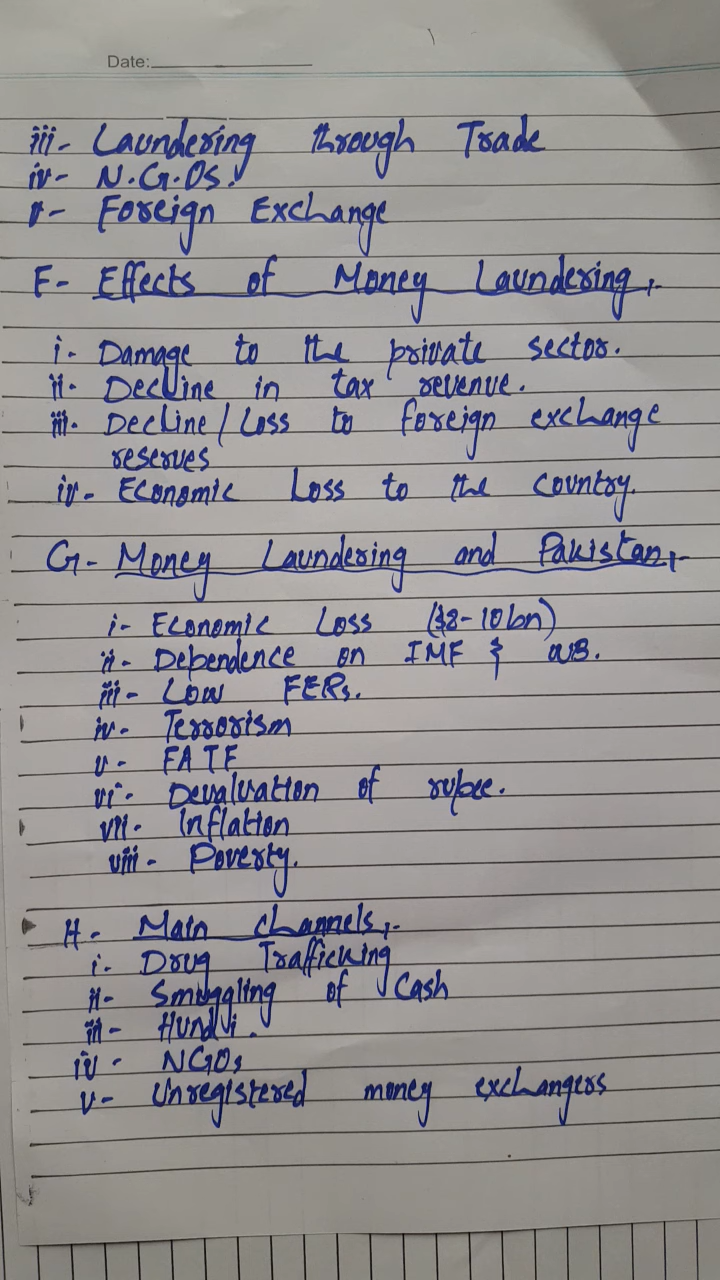 Date:
iii- Laundering through Trade
iv- N.G.Os.
v- Foreign Exchange
F- Effects of Money Laundering:-
i- Damage to the private sector.
ii- Decline in tax revenue.
iii- Decline/Loss to foreign exchange
reserves
iv- Economic Loss to the country.
G- Money Laundering and Pakistan:-
i- Economic Loss ($8-10bn)
ii- Dependence on IMF & WB.
iii- Low FERs.
iv- Terrorism
v- FATF
vi- Devaluation of rupee.
vii- Inflation
viii- Poverty.
H- Main channels:-
i- Drug Trafficking
ii- Smuggling of Cash
iii- Hundi.
iv- NGOs
v- Unregistered money exchangers